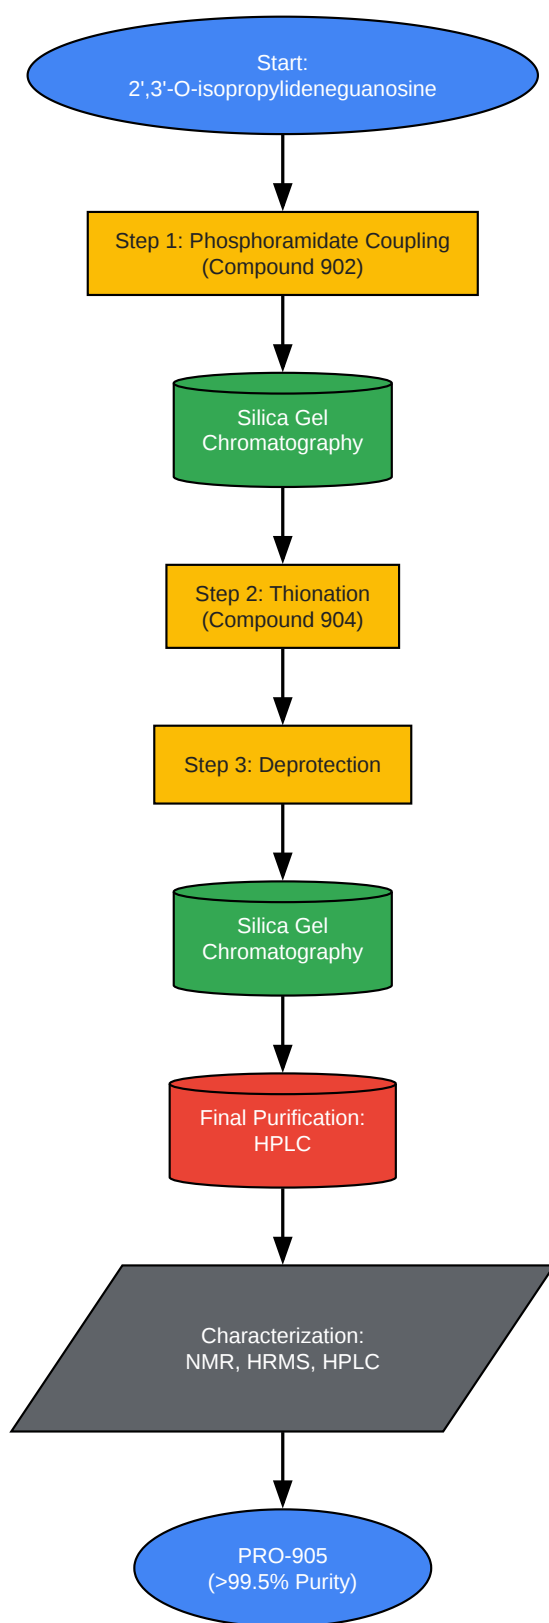 Start:
2',3'-O-isopropylideneguanosine
Step 1: Phosphoramidate Coupling
(Compound 902)
Silica Gel
Chromatography
Step 2: Thionation
(Compound 904)
Step 3: Deprotection
Silica Gel
Chromatography
Final Purification:
HPLC
Characterization:
NMR, HRMS, HPLC
PRO-905
(>99.5% Purity)